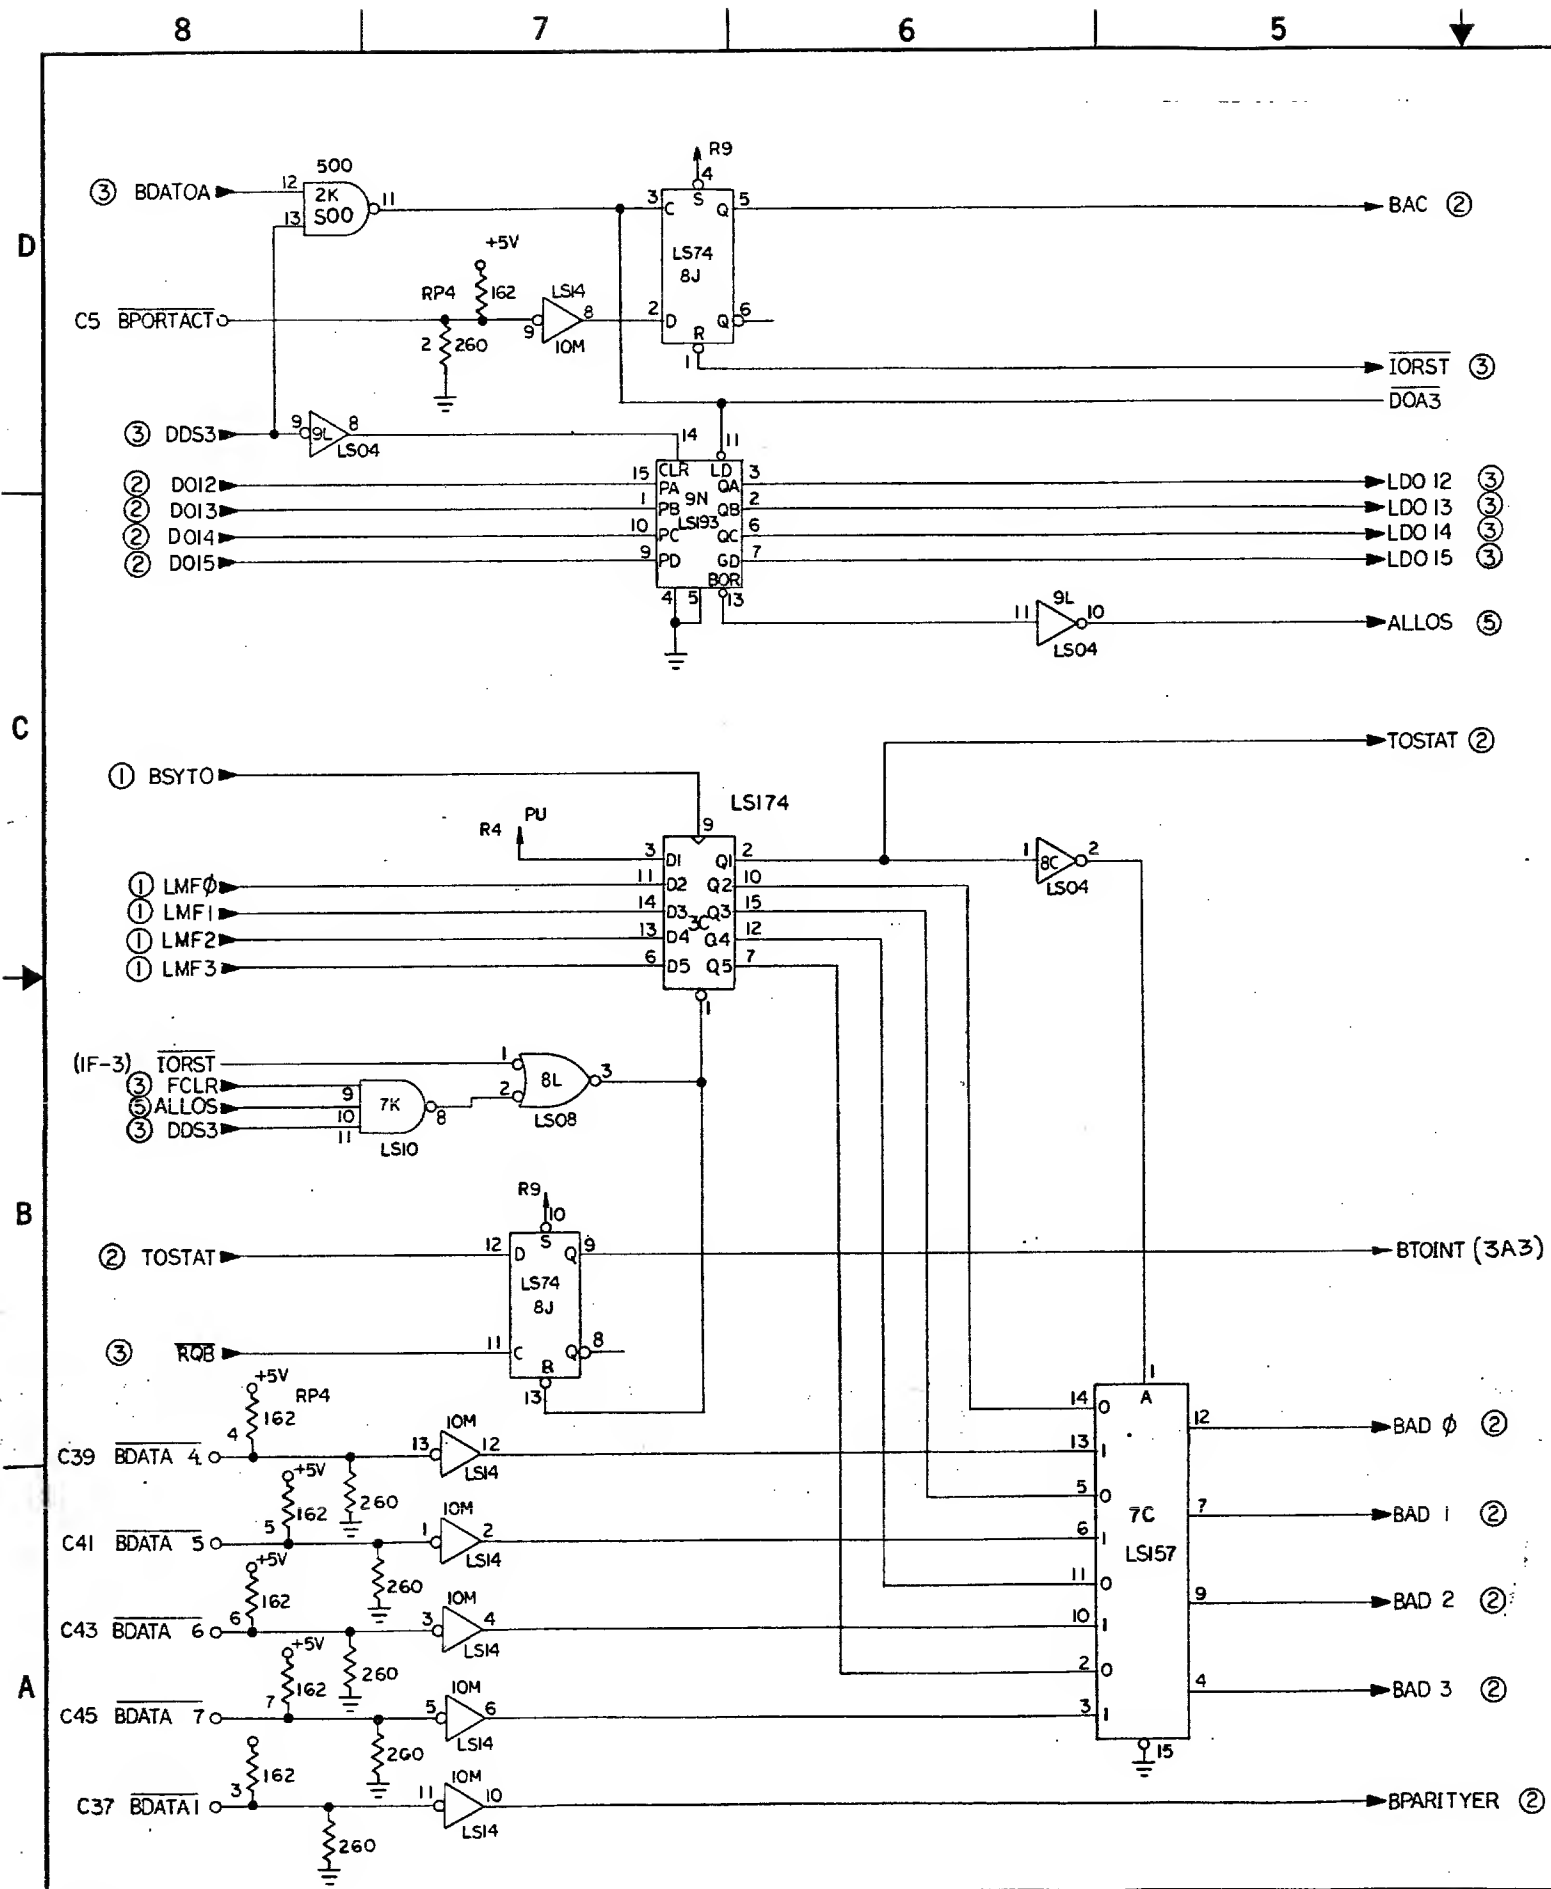 8 7 6 5
D
C
B
A
500
③ BDATOA 12 2K 11
13 S00
R9
4
3 C S Q 5 BAC ②
+5V
LS74
8J
RP4 162 LS14
C5 BPORTACT 9 8 2 D Q 6
2 260 10M R
1 IORST ③
DOA3
③ DDS3 9 9L 8 14 11
LS04
CLR LD
② DO12 15 PA QA 3 LDO 12 ③
9N
② DO13 1 PB QB 2 LDO 13 ③
LS193
② DO14 10 PC QC 6 LDO 14 ③
② DO15 9 PD GD 7 LDO 15 ③
BOR
4 5 13 9L
11 10 ALLOS ⑤
LS04
TOSTAT ②
① BSYTO
LS174
9
R4 PU
3 D1 Q1 2 1 8C 2
LS04
① LMFϕ 11 D2 Q2 10
① LMF1 14 D3 Q3 15
3C
① LMF2 13 D4 Q4 12
① LMF3 6 D5 Q5 7
1
(IF-3) IORST 1
8L 3
③ FCLR 9 2
⑤ ALLOS 10 7K 8 LS08
③ DDS3 11
LS10
R9
10
② TOSTAT 12 D S Q 9 BTOINT (3A3)
LS74
8J
③ RQB 11 C Q 8
R
13
+5V RP4
162
4
C39 BDATA 4 13 10M 12
LS14
260
+5V
162
5
C41 BDATA 5 1 10M 2
LS14
260
+5V
162
6
C43 BDATA 6 3 10M 4
LS14
260
+5V
162
7
C45 BDATA 7 5 10M 6
LS14
260
162
3
C37 BDATA1 11 10M 10 BPARITYER ②
LS14
260
1
A
14 0 12 BAD ϕ ②
13 1
5 0 7 BAD 1 ②
7C
6 1
LS157
11 0 9 BAD 2 ②
10 1
2 0 4 BAD 3 ②
3 1
15